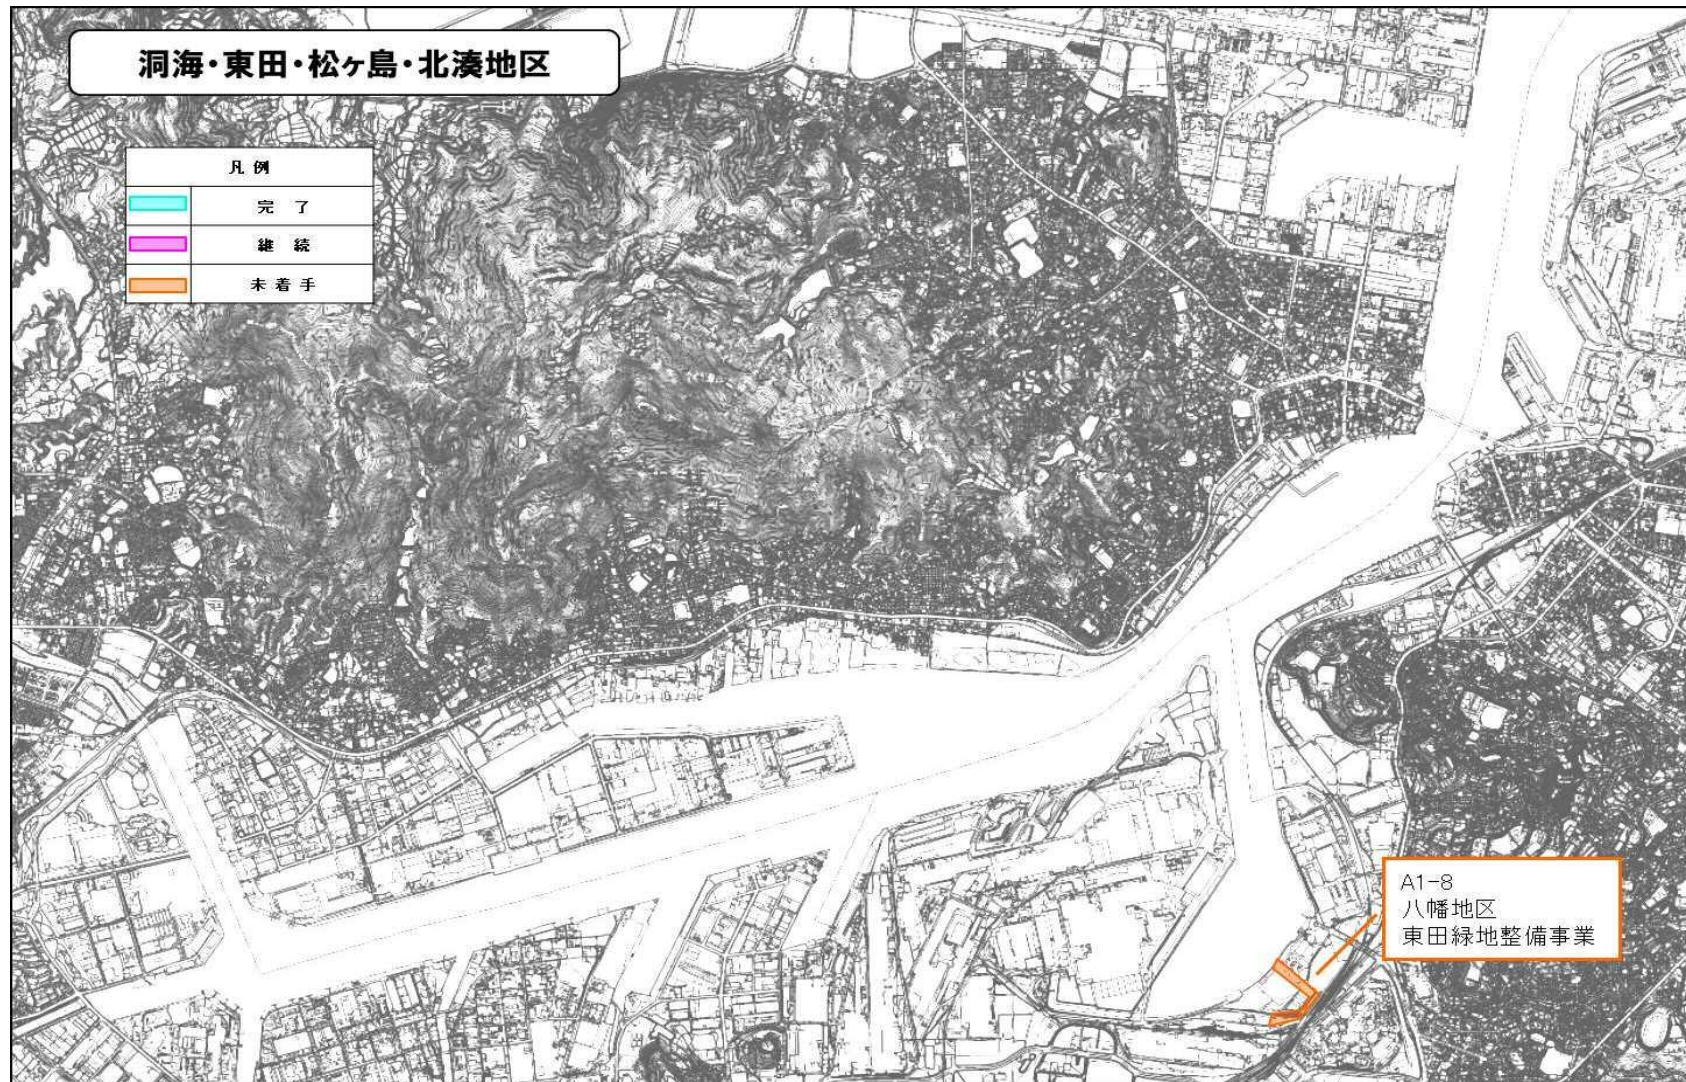 洞海・東田・松ヶ島・北湊地区
凡例
完 了
継 続
未 着 手
A1-8
八幡地区
東田緑地整備事業